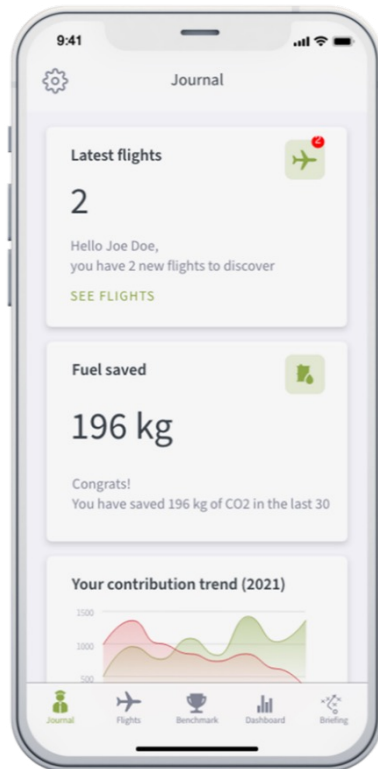 9:41
Journal
Latest flights
2
2
Hello Joe Doe,
you have 2 new flights to discover
SEE FLIGHTS
Fuel saved
196 kg
Congrats!
You have saved 196 kg of CO2 in the last 30
Your contribution trend (2021)
1500
1000
500
Journal
Flights
Benchmark
Dashboard
Briefing